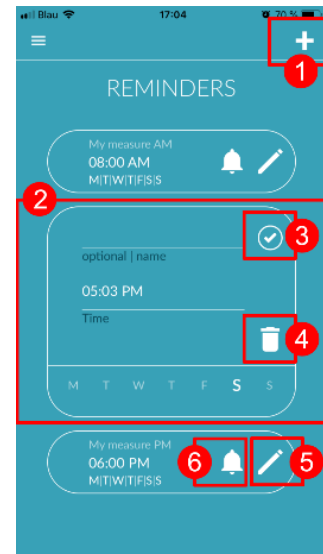 Blau 17:04 70 %
1
REMINDERS
My measure AM
08:00 AM
M|T|W|T|F|S|S
2
3
optional | name
05:03 PM
Time
4
M T W T F S S
My measure PM
06:00 PM
M|T|W|T|F|S|S
6
5